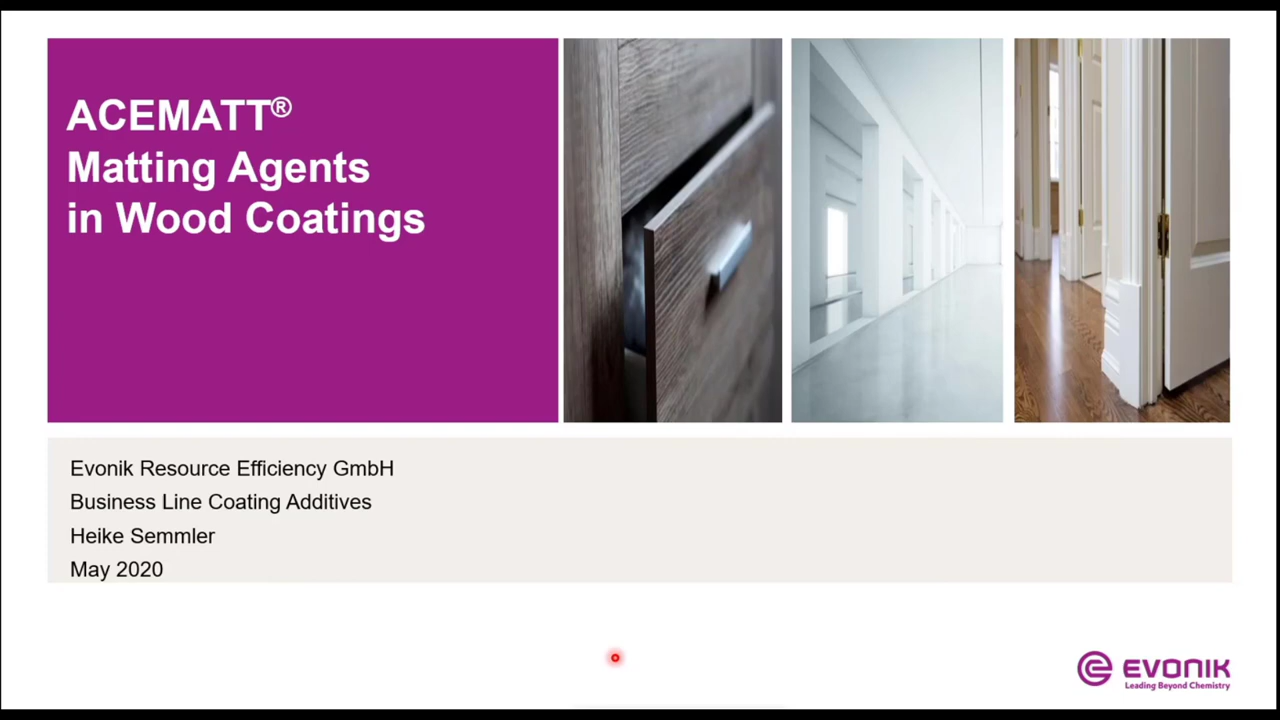 ACEMATT®
Matting Agents
in Wood Coatings
Evonik Resource Efficiency GmbH
Business Line Coating Additives
Heike Semmler
May 2020
EVONIK
Leading Beyond Chemistry